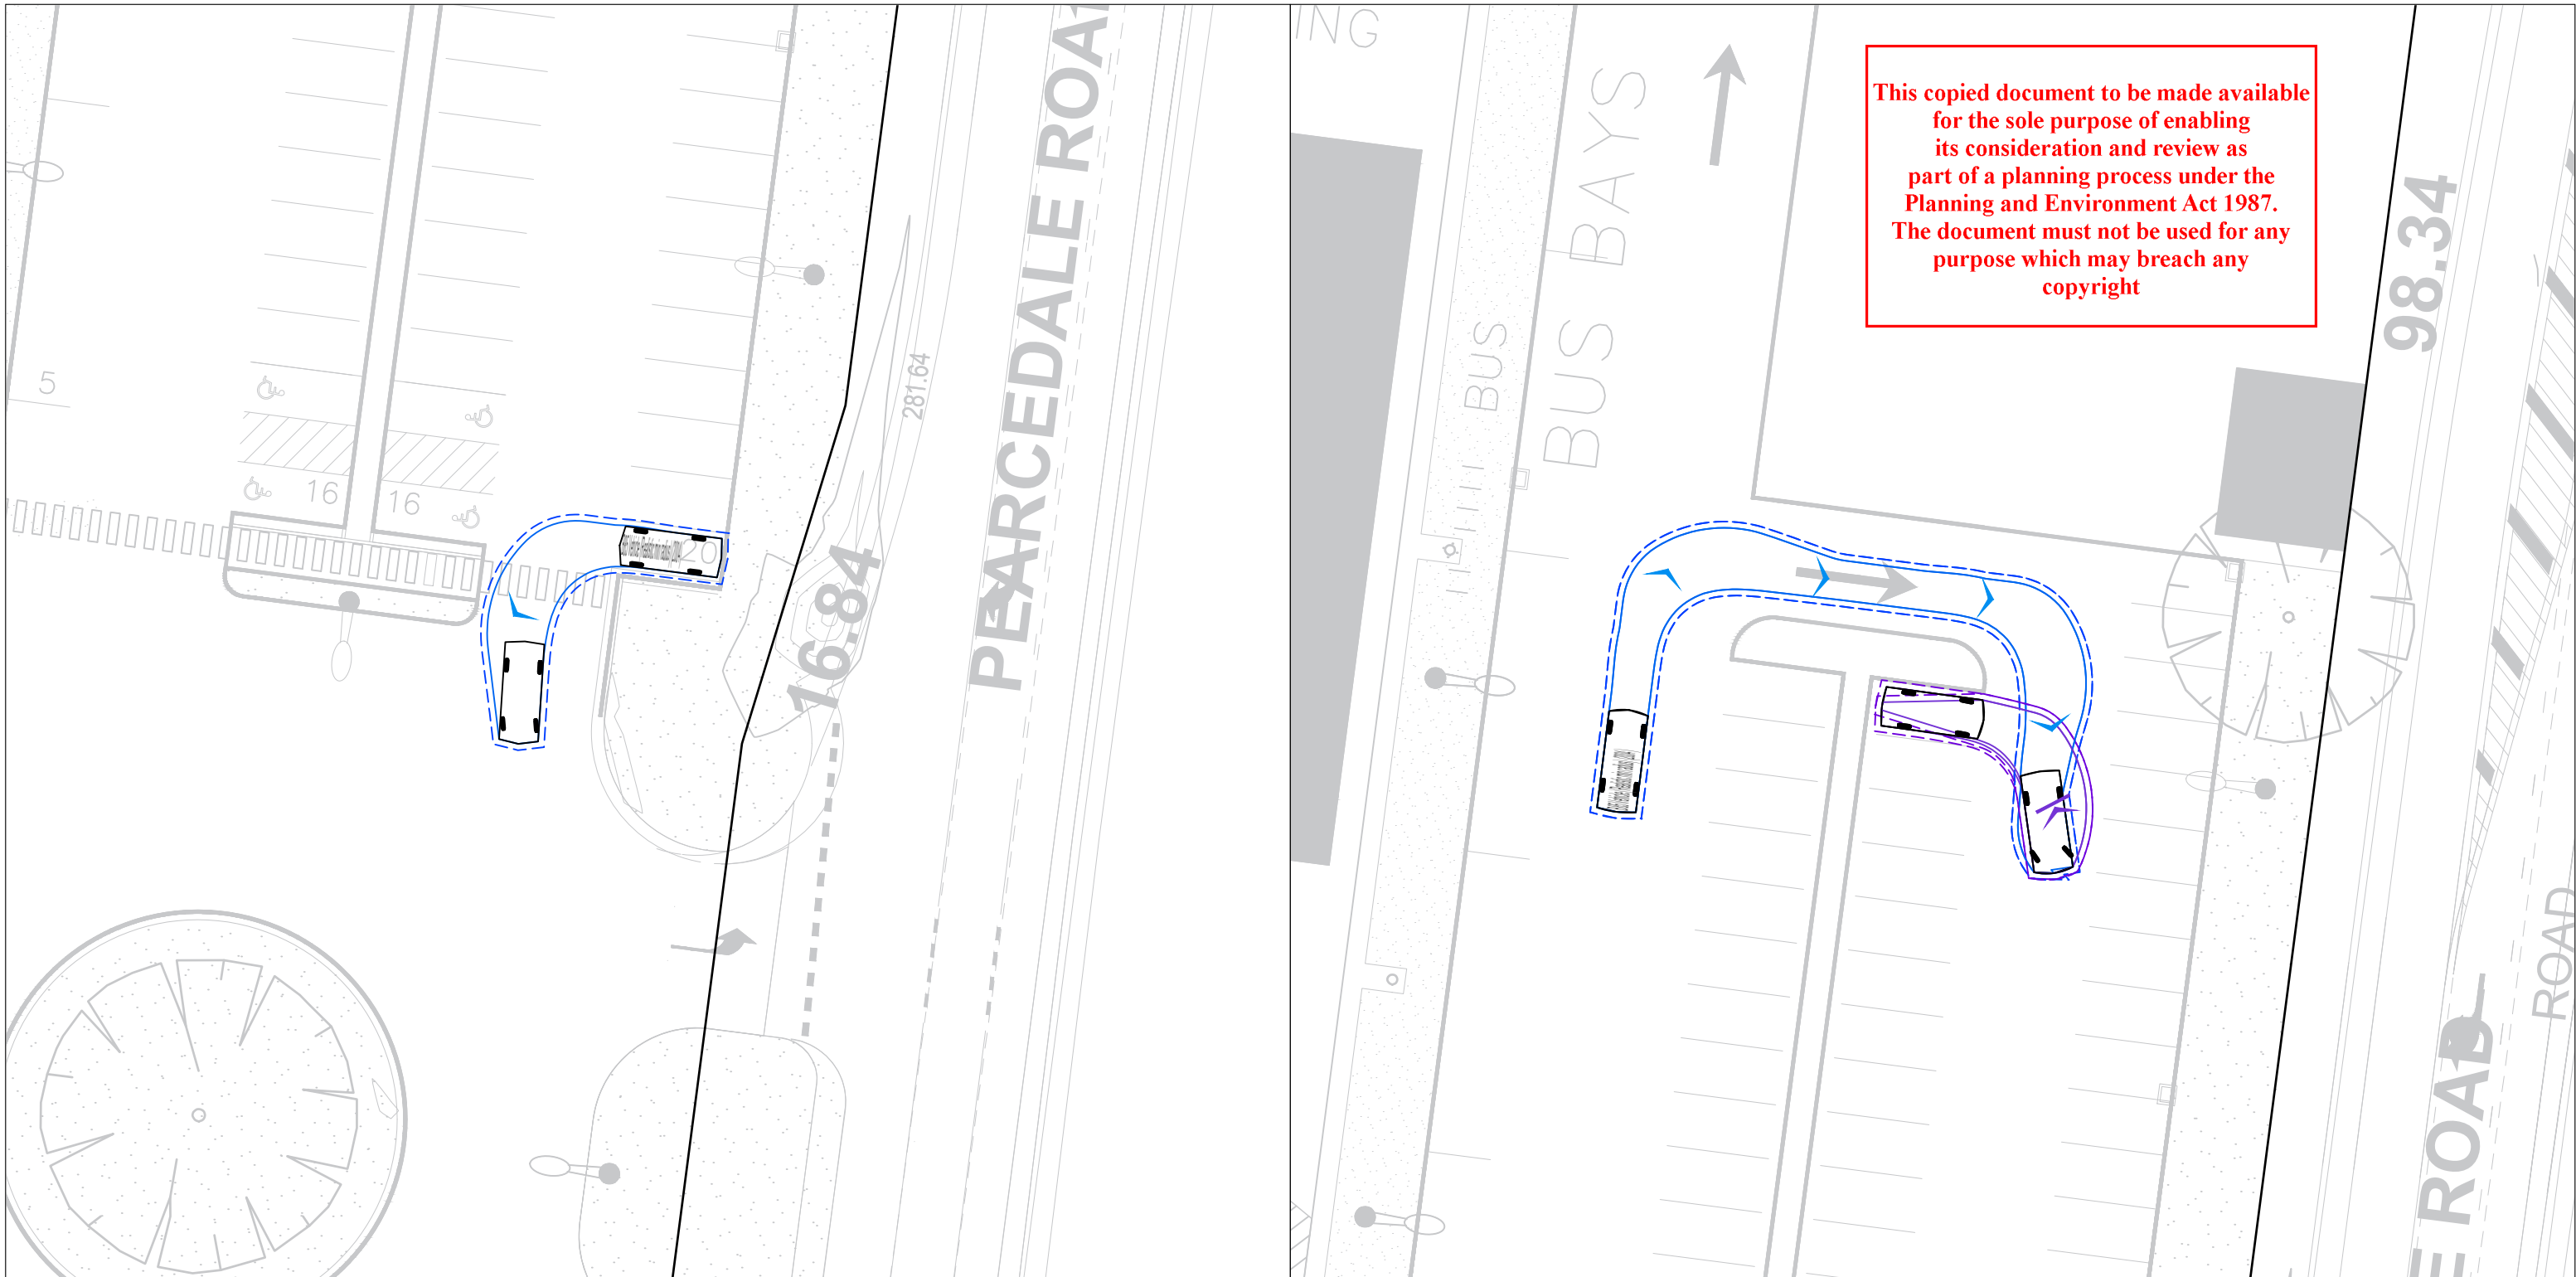 PEARCEDALE ROAD
281.64
5
16
16
20
16.84
ING
BUS BAYS
BUS
This copied document to be made available
for the sole purpose of enabling
its consideration and review as
part of a planning process under the
Planning and Environment Act 1987.
The document must not be used for any
purpose which may breach any
copyright
98.34
ROAD
E ROAD